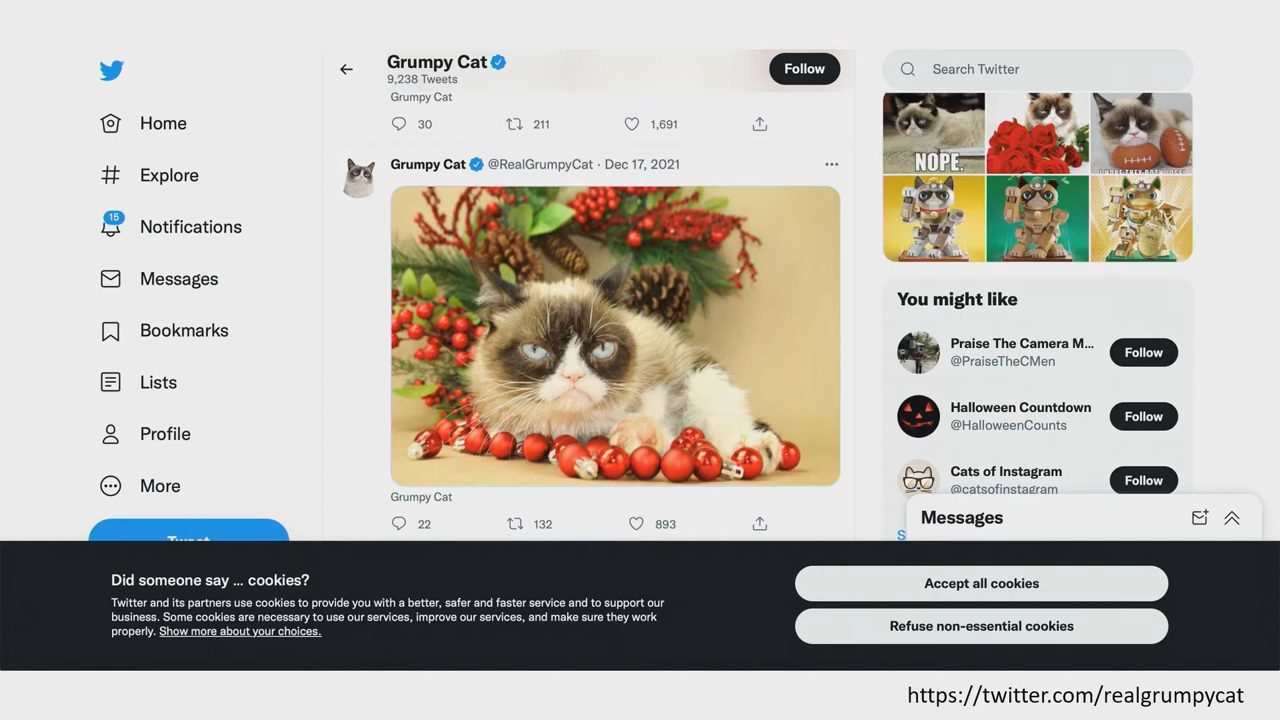 Home
Explore
15
Notifications
Messages
Bookmarks
Lists
Profile
More
Tweet
Grumpy Cat
9,238 Tweets
Follow
Grumpy Cat
30 211 1,691
Grumpy Cat @RealGrumpyCat · Dec 17, 2021
Grumpy Cat
22 132 893
Search Twitter
NOPE.
I HOPE THEY BOTH LOSE!
You might like
Praise The Camera M...
@PraiseTheCMen
Follow
Halloween Countdown
@HalloweenCounts
Follow
Cats of Instagram
@catsofinstagram
Follow
S
Messages
Did someone say … cookies?
Twitter and its partners use cookies to provide you with a better, safer and faster service and to support our
business. Some cookies are necessary to use our services, improve our services, and make sure they work
properly. Show more about your choices.
Accept all cookies
Refuse non-essential cookies
https://twitter.com/realgrumpycat